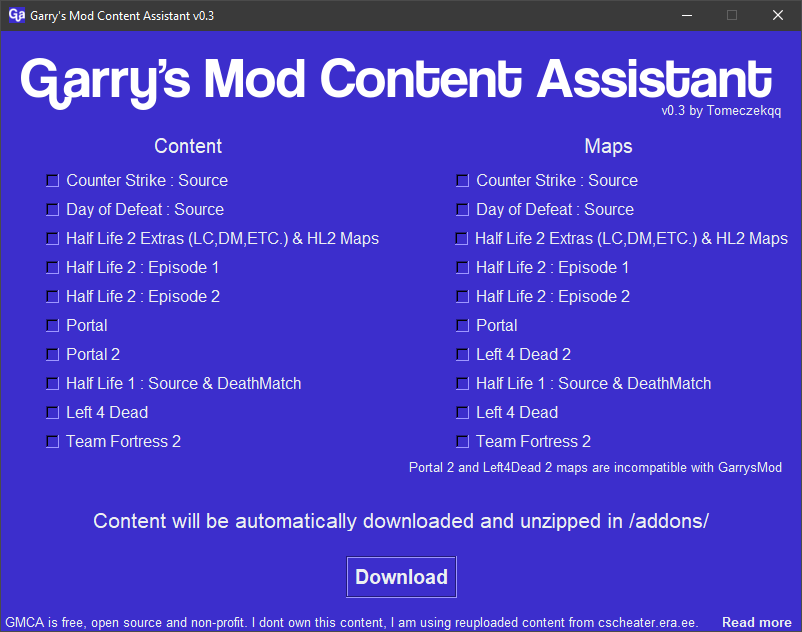 Garry's Mod Content Assistant v0.3
Garry's Mod Content Assistant
v0.3 by Tomeczekqq
Content
Counter Strike : Source
Day of Defeat : Source
Half Life 2 Extras (LC,DM,ETC.) & HL2 Maps
Half Life 2 : Episode 1
Half Life 2 : Episode 2
Portal
Portal 2
Half Life 1 : Source & DeathMatch
Left 4 Dead
Team Fortress 2
Maps
Counter Strike : Source
Day of Defeat : Source
Half Life 2 Extras (LC,DM,ETC.) & HL2 Maps
Half Life 2 : Episode 1
Half Life 2 : Episode 2
Portal
Left 4 Dead 2
Half Life 1 : Source & DeathMatch
Left 4 Dead
Team Fortress 2
Portal 2 and Left4Dead 2 maps are incompatible with GarrysMod
Content will be automatically downloaded and unzipped in /addons/
Download
GMCA is free, open source and non-profit. I dont own this content, I am using reuploaded content from cscheater.era.ee.
Read more